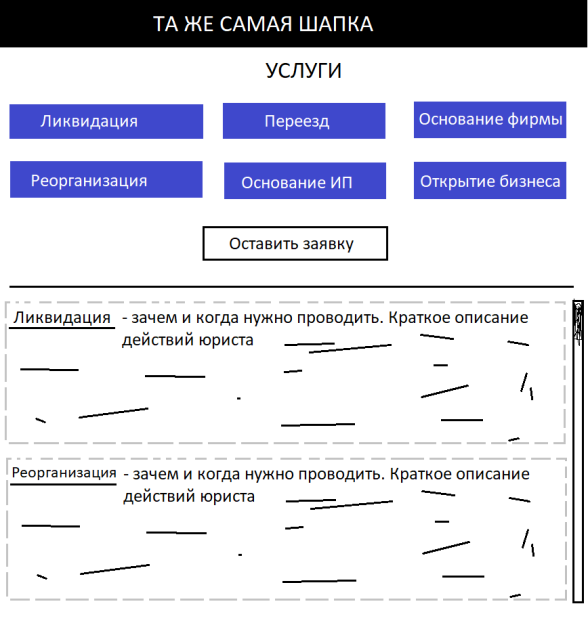 ТА ЖЕ САМАЯ ШАПКА
УСЛУГИ
Ликвидация
Переезд
Основание фирмы
Реорганизация
Основание ИП
Открытие бизнеса
Оставить заявку
Ликвидация - зачем и когда нужно проводить. Краткое описание
действий юриста
Реорганизация - зачем и когда нужно проводить. Краткое описание
действий юриста